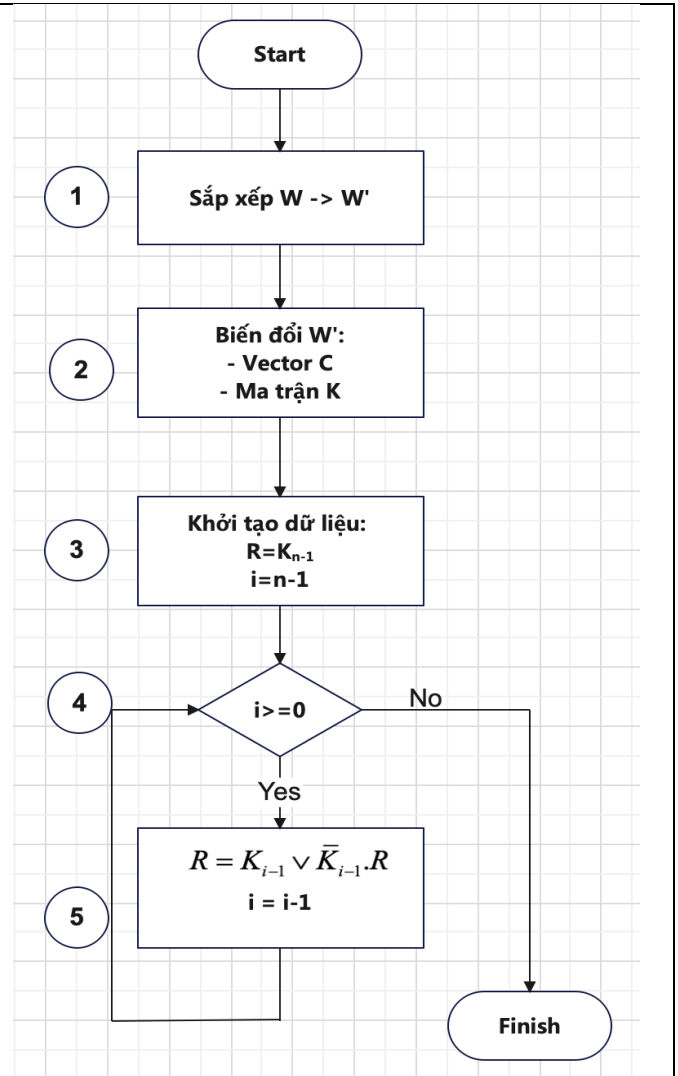 Start
1
Sắp xếp W -> W'
2
Biến đổi W':
- Vector C
- Ma trận K
3
Khởi tạo dữ liệu:
R=Kₙ₋₁
i=n-1
4
i>=0
No
Yes
R = Kᵢ₋₁ ∨ K̅ᵢ₋₁.R
i = i-1
5
Finish